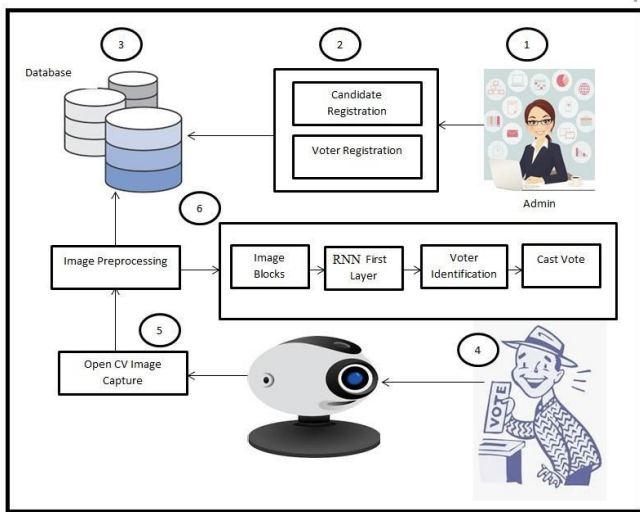 3
2
1
Database
Candidate
Registration
Voter Registration
Admin
6
Image Preprocessing
Image
Blocks
RNN First
Layer
Voter
Identification
Cast Vote
5
Open CV Image
Capture
4
VOTE